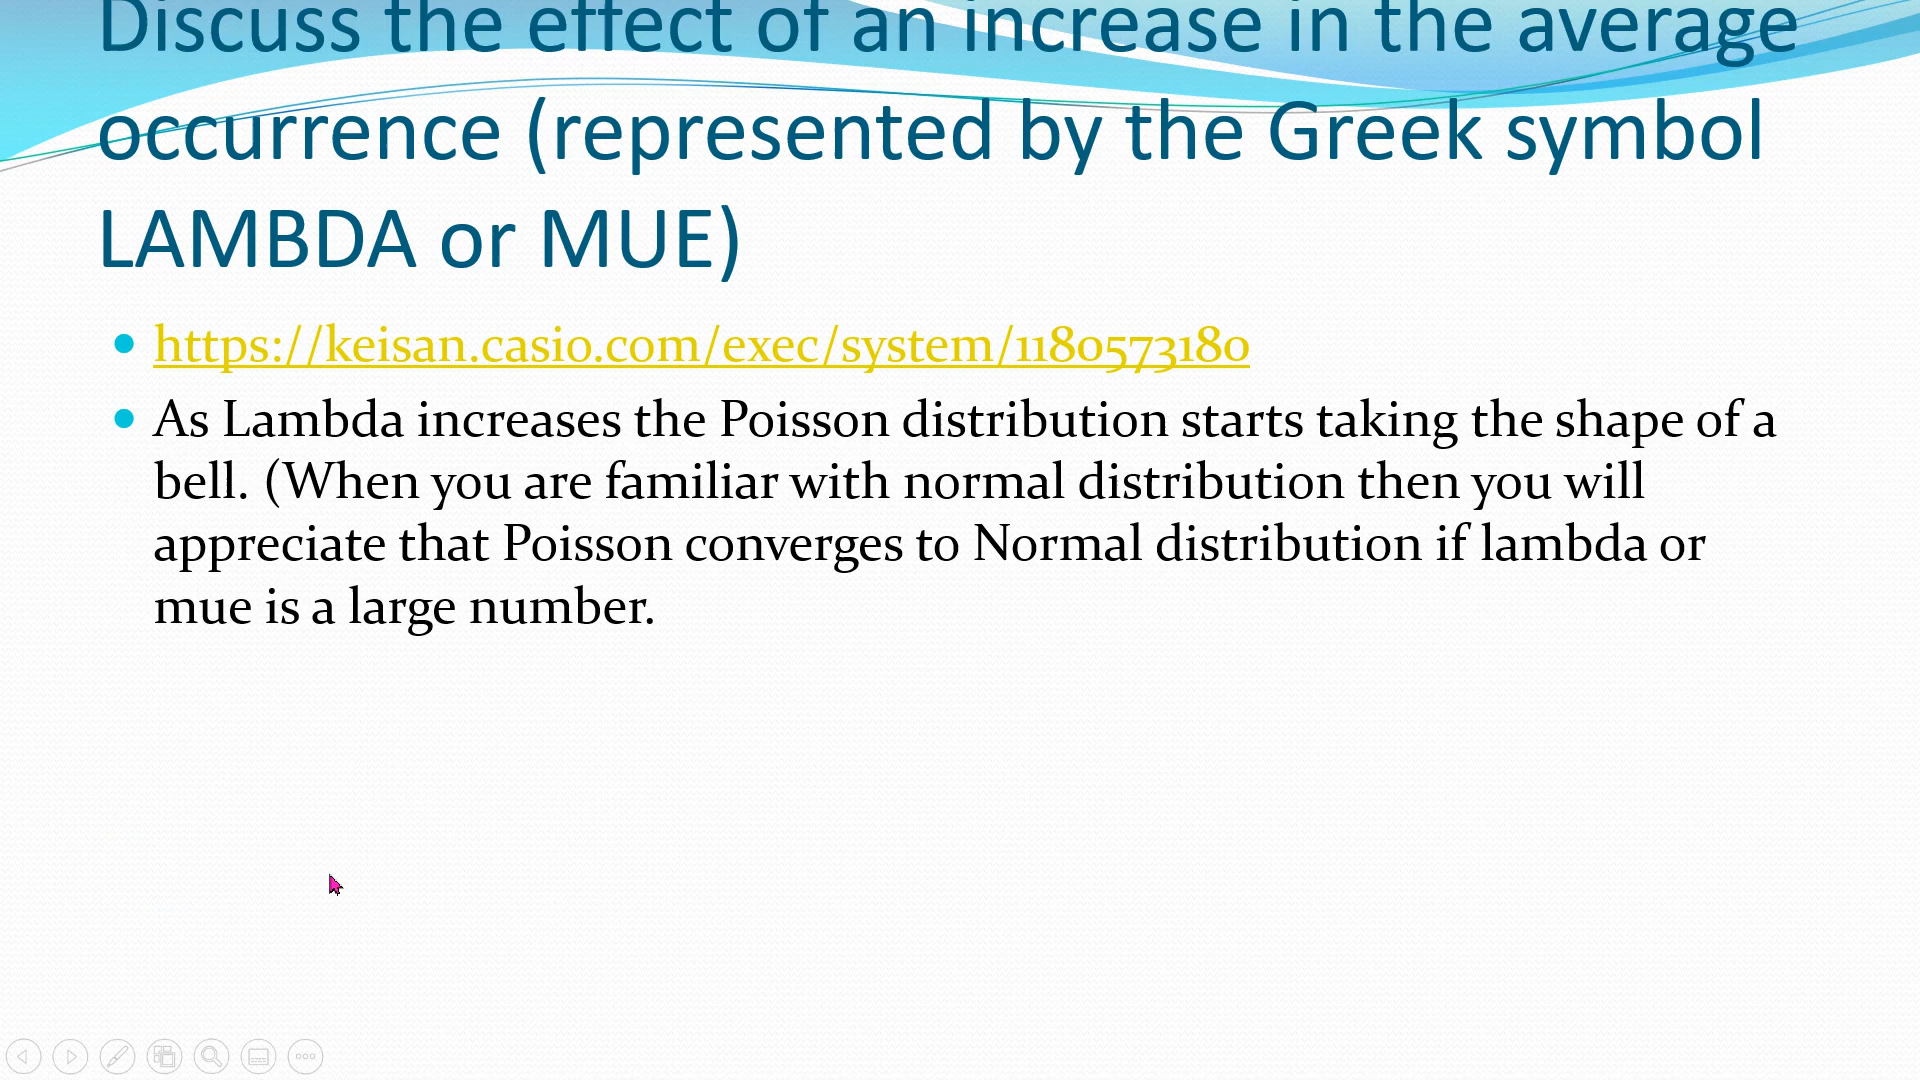 Discuss the effect of an increase in the average
occurrence (represented by the Greek symbol
LAMBDA or MUE)
https://keisan.casio.com/exec/system/1180573180
As Lambda increases the Poisson distribution starts taking the shape of a
bell. (When you are familiar with normal distribution then you will
appreciate that Poisson converges to Normal distribution if lambda or
mue is a large number.